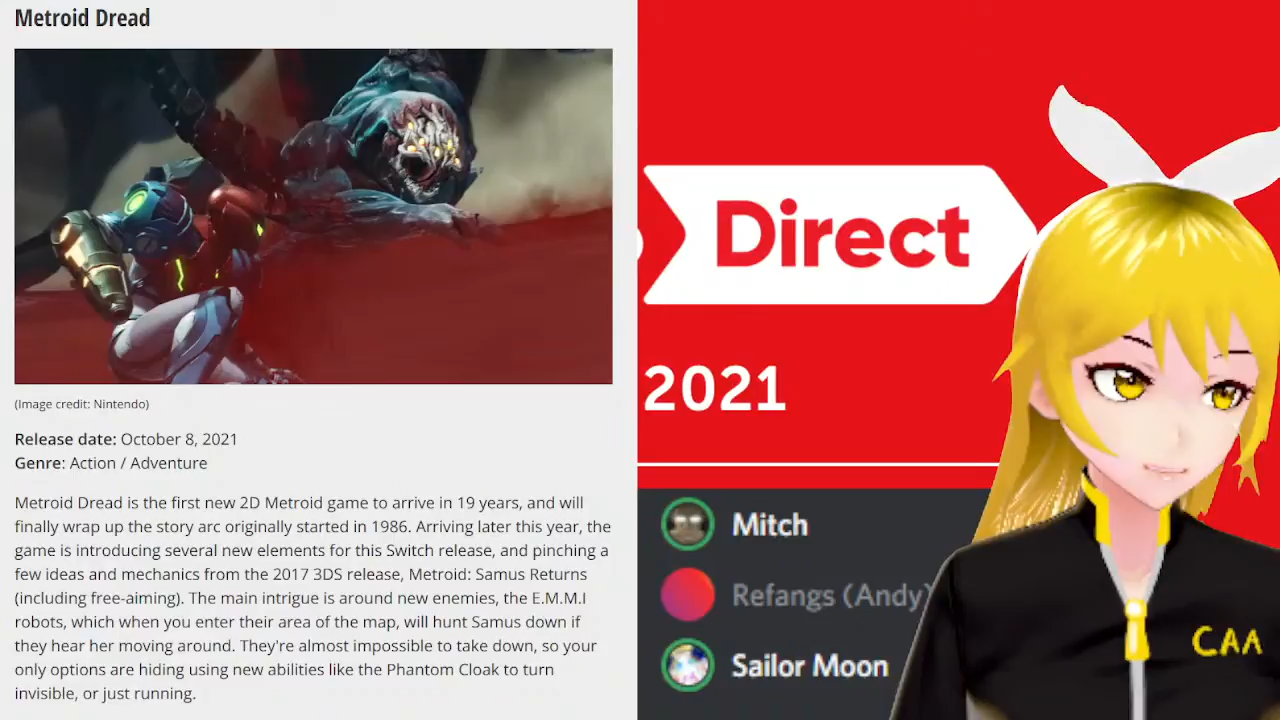 Metroid Dread
(Image credit: Nintendo)
Release date: October 8, 2021
Genre: Action / Adventure
Metroid Dread is the first new 2D Metroid game to arrive in 19 years, and will
finally wrap up the story arc originally started in 1986. Arriving later this year, the
game is introducing several new elements for this Switch release, and pinching a
few ideas and mechanics from the 2017 3DS release, Metroid: Samus Returns
(including free-aiming). The main intrigue is around new enemies, the E.M.M.I
robots, which when you enter their area of the map, will hunt Samus down if
they hear her moving around. They're almost impossible to take down, so your
only options are hiding using new abilities like the Phantom Cloak to turn
invisible, or just running.
Direct
2021
Mitch
Refangs (Andy)
Sailor Moon
CAA